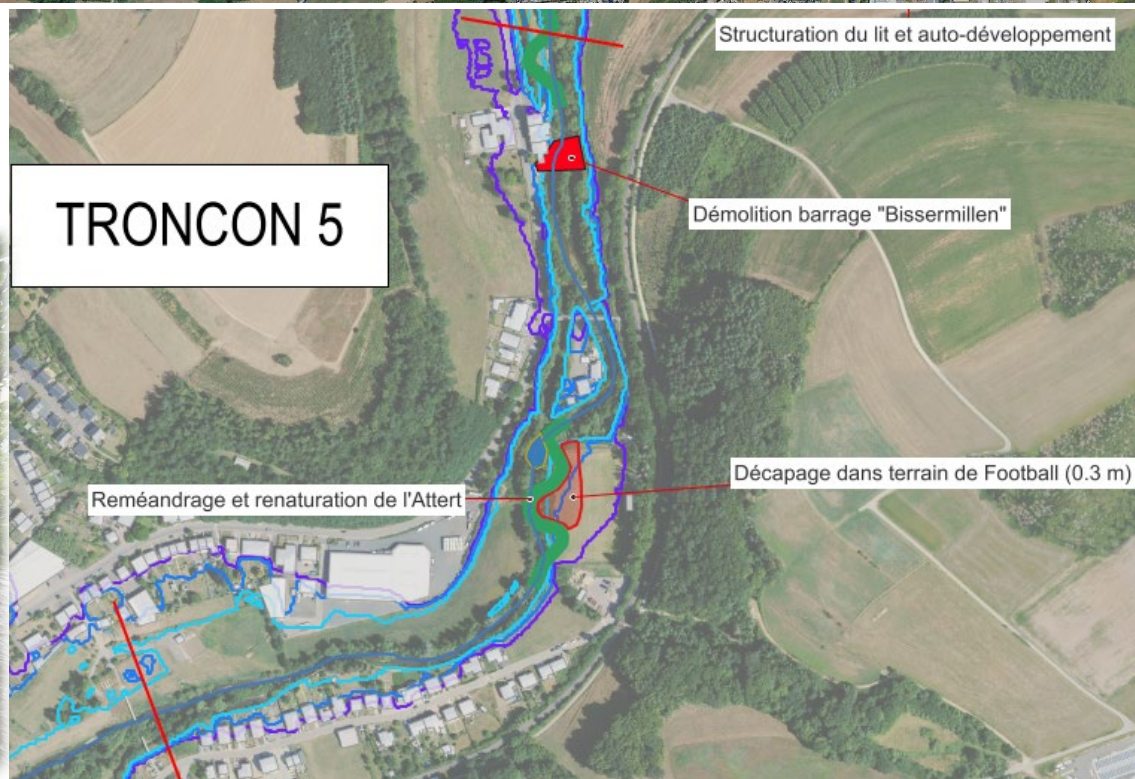 Structuration du lit et auto-développement
TRONCON 5
Démolition barrage "Bissermillen"
Décapage dans terrain de Football (0.3 m)
Reméandrage et renaturation de l'Attert